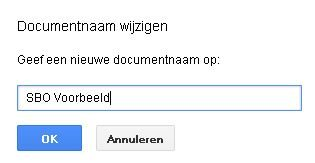 Documentnaam wijzigen
Geef een nieuwe documentnaam op:
SBO Voorbeeld
OK Annuleren